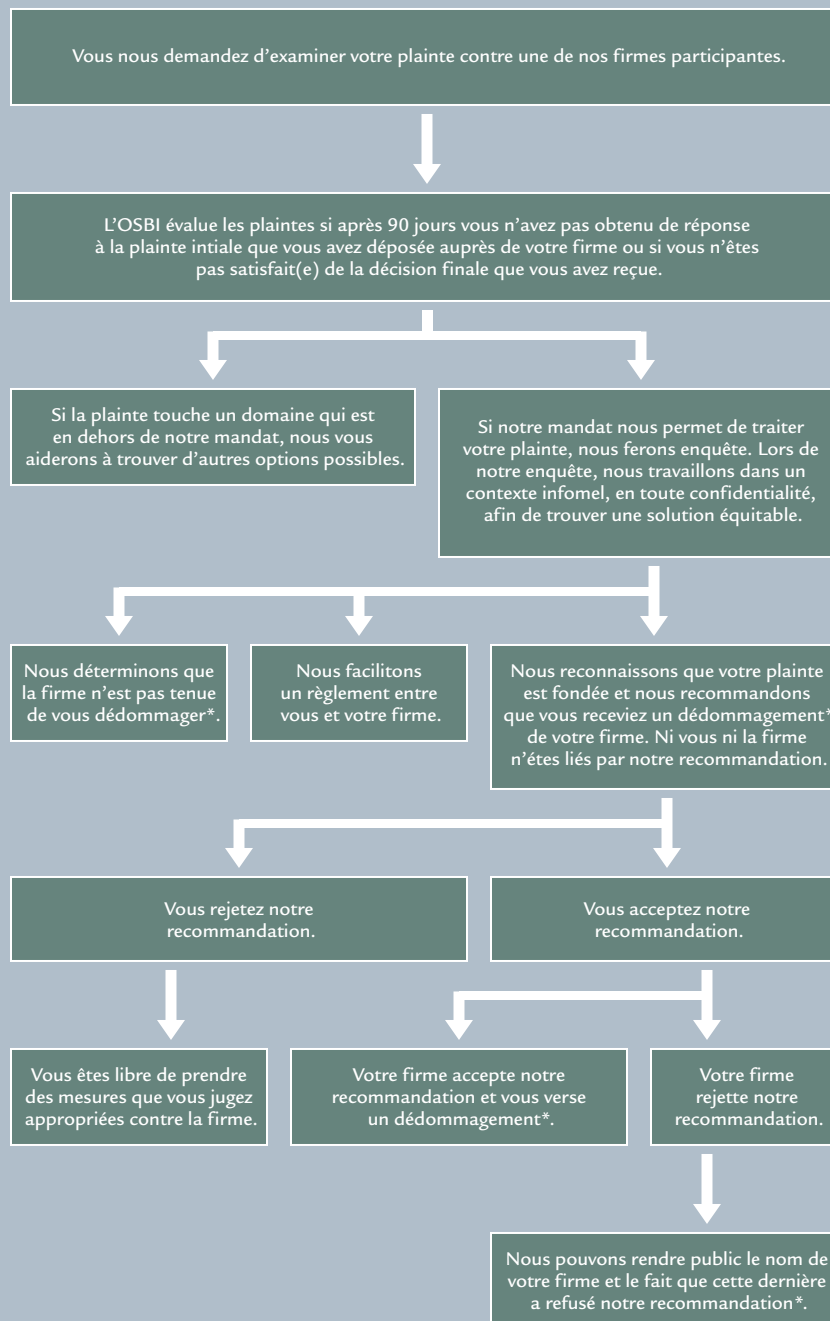 Vous nous demandez d'examiner votre plainte contre une de nos firmes participantes.
L'OSBI évalue les plaintes si après 90 jours vous n'avez pas obtenu de réponse
à la plainte intiale que vous avez déposée auprès de votre firme ou si vous n'êtes
pas satisfait(e) de la décision finale que vous avez reçue.
Si la plainte touche un domaine qui est
en dehors de notre mandat, nous vous
aiderons à trouver d'autres options possibles.
Si notre mandat nous permet de traiter
votre plainte, nous ferons enquête. Lors de
notre enquête, nous travaillons dans un
contexte infomel, en toute confidentialité,
afin de trouver une solution équitable.
Nous déterminons que
la firme n'est pas tenue
de vous dédommager*.
Nous facilitons
un règlement entre
vous et votre firme.
Nous reconnaissons que votre plainte
est fondée et nous recommandons
que vous receviez un dédommagement*
de votre firme. Ni vous ni la firme
n'étes liés par notre recommandation.
Vous rejetez notre
recommandation.
Vous acceptez notre
recommandation.
Vous êtes libre de prendre
des mesures que vous jugez
appropriées contre la firme.
Votre firme accepte notre
recommandation et vous verse
un dédommagement*.
Votre firme
rejette notre
recommandation.
Nous pouvons rendre public le nom de
votre firme et le fait que cette dernière
a refusé notre recommandation*.